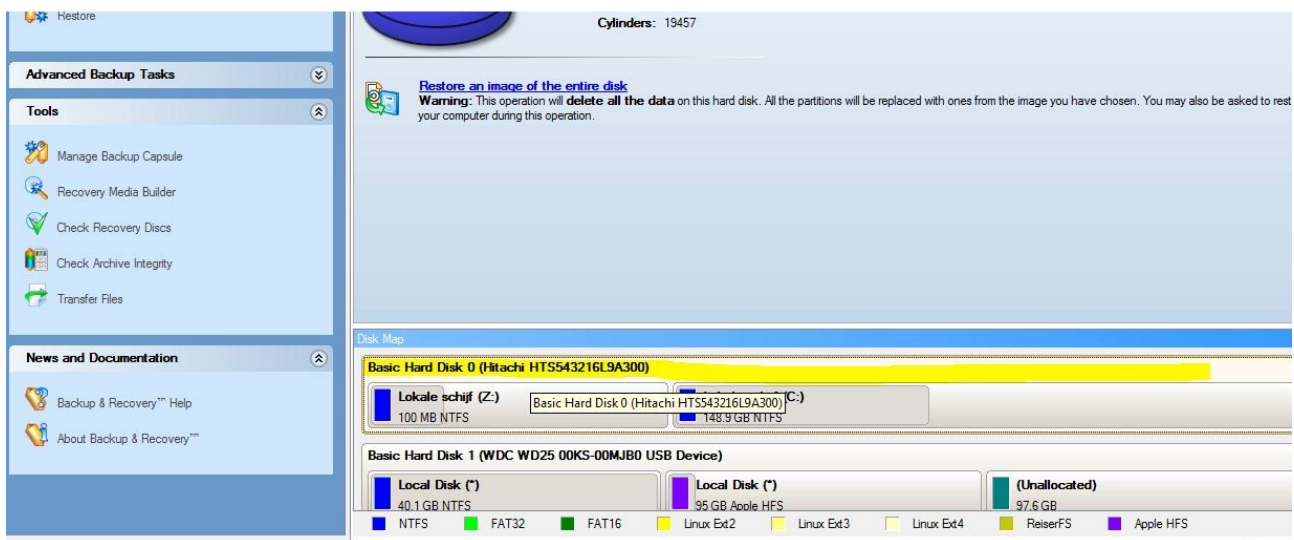 Restore
Advanced Backup Tasks
Tools
Manage Backup Capsule
Recovery Media Builder
Check Recovery Discs
Check Archive Integrity
Transfer Files
News and Documentation
Backup & Recovery™ Help
About Backup & Recovery™
Cylinders: 19457
Restore an image of the entire disk
Warning: This operation will delete all the data on this hard disk. All the partitions will be replaced with ones from the image you have chosen. You may also be asked to rest
your computer during this operation.
Disk Map
Basic Hard Disk 0 (Hitachi HTS543216L9A300)
Lokale schijf (Z:)
100 MB NTFS
Basic Hard Disk 0 (Hitachi HTS543216L9A300)
(C:)
148.9 GB NTFS
Basic Hard Disk 1 (WDC WD25 00KS-00MJB0 USB Device)
Local Disk (*)
40.1 GB NTFS
Local Disk (*)
95 GB Apple HFS
(Unallocated)
97.6 GB
NTFS FAT32 FAT16 Linux Ext2 Linux Ext3 Linux Ext4 ReiserFS Apple HFS